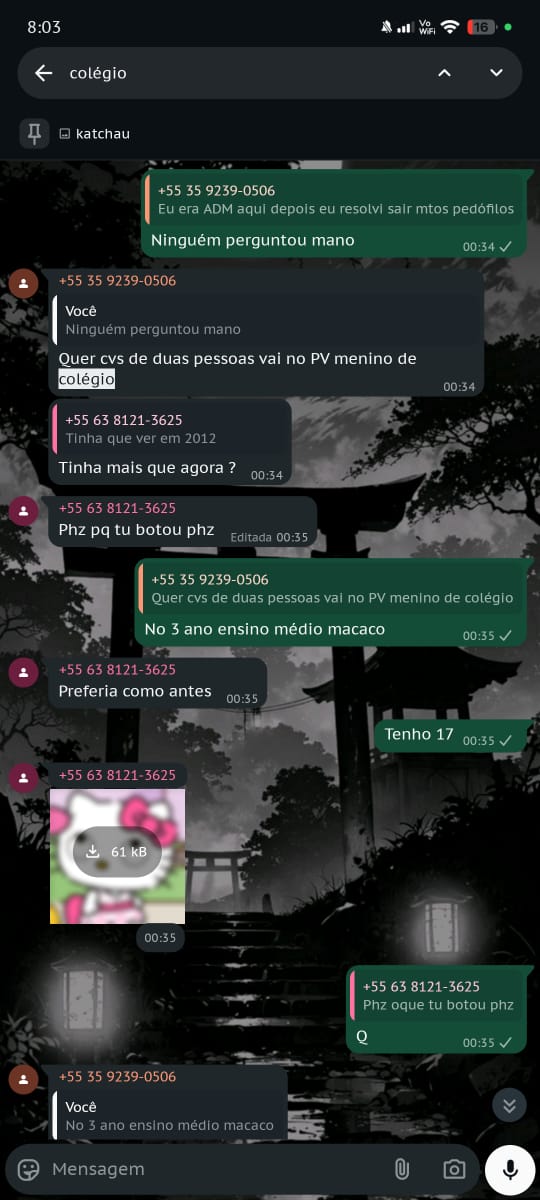 8:03
Vo
WiFi
16
colégio
katchau
+55 35 9239-0506
Eu era ADM aqui depois eu resolvi sair mtos pedófilos
Ninguém perguntou mano
00:34
+55 35 9239-0506
Você
Ninguém perguntou mano
Quer cvs de duas pessoas vai no PV menino de
colégio
00:34
+55 63 8121-3625
Tinha que ver em 2012
Tinha mais que agora ?
00:34
+55 63 8121-3625
Phz pq tu botou phz
Editada 00:35
+55 35 9239-0506
Quer cvs de duas pessoas vai no PV menino de colégio
No 3 ano ensino médio macaco
00:35
+55 63 8121-3625
Preferia como antes
00:35
Tenho 17
00:35
+55 63 8121-3625
61 kB
00:35
+55 63 8121-3625
Phz oque tu botou phz
Q
00:35
+55 35 9239-0506
Você
No 3 ano ensino médio macaco
Mensagem